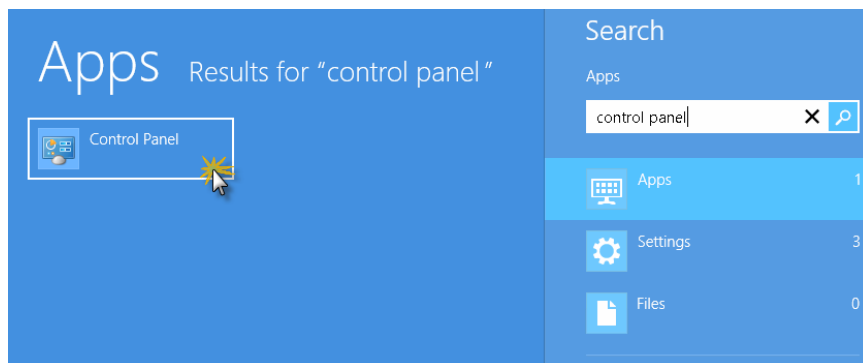 Apps Results for “control panel”
Control Panel
Search
Apps
control panel
Apps 1
Settings 3
Files 0